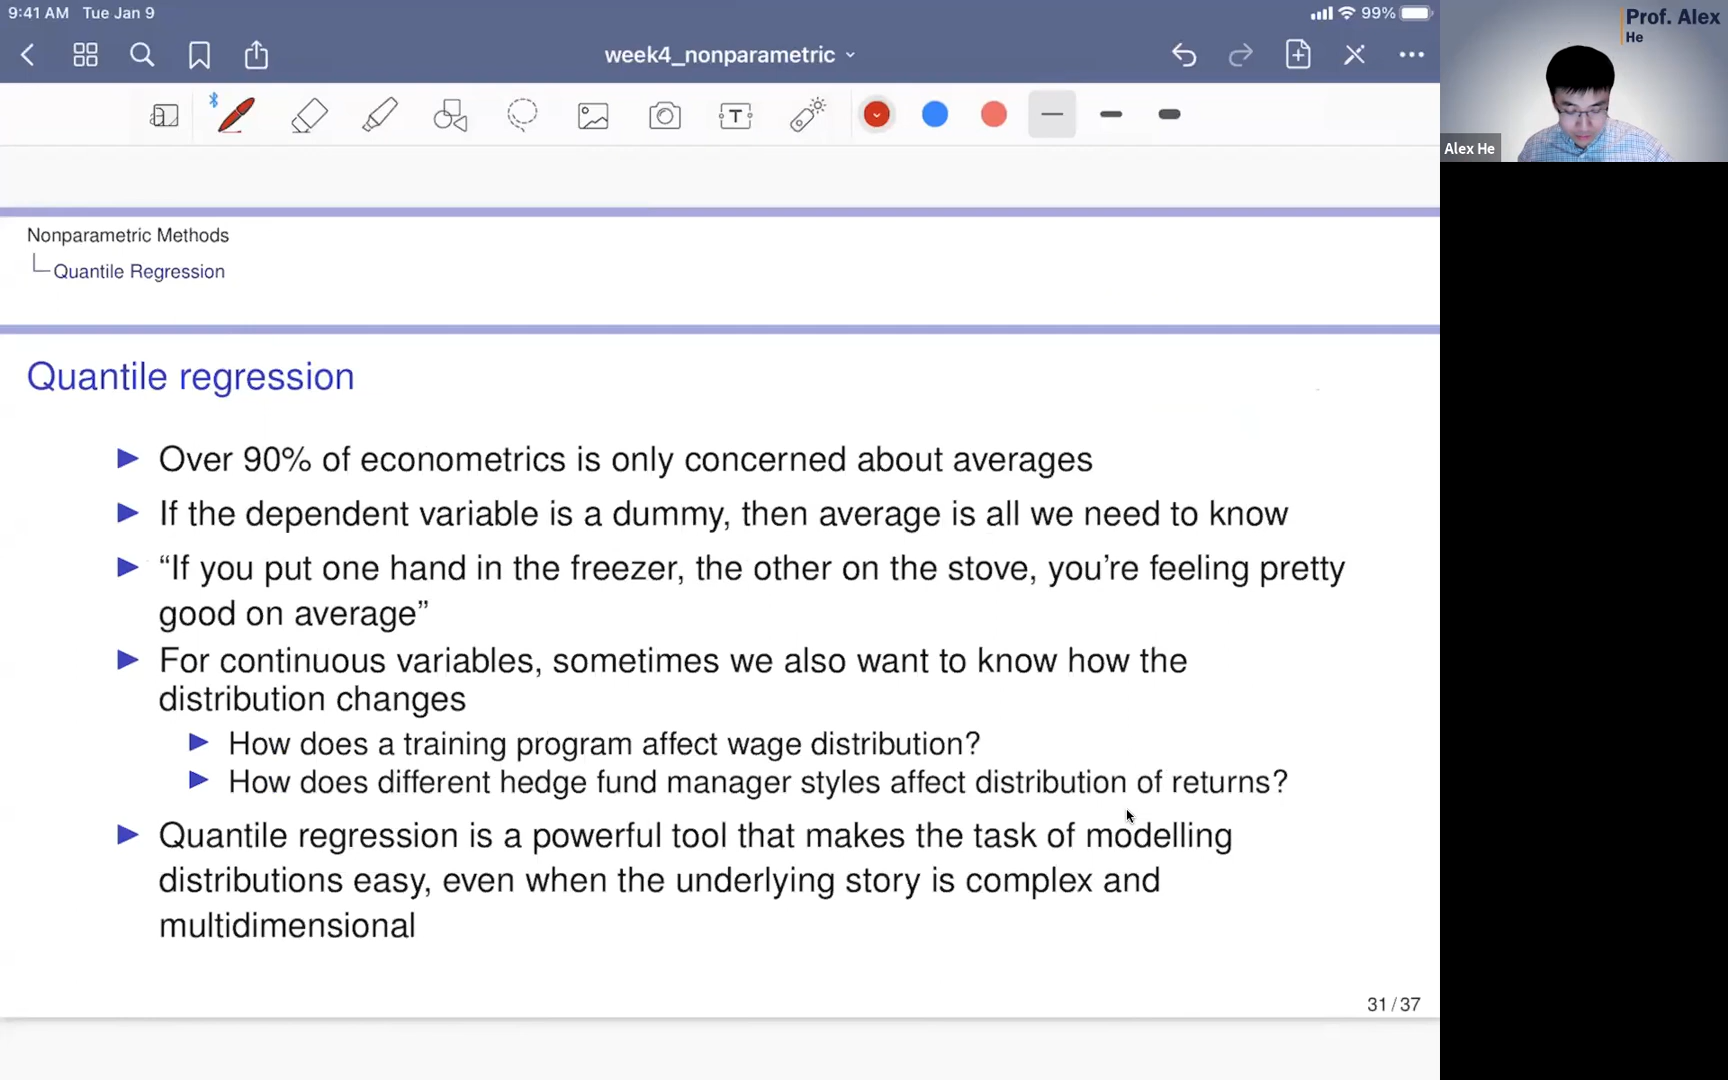 9:41 AM Tue Jan 9
99%
week4_nonparametric
T
Prof. Alex
He
Alex He
Nonparametric Methods
Quantile Regression
Quantile regression
Over 90% of econometrics is only concerned about averages
If the dependent variable is a dummy, then average is all we need to know
“If you put one hand in the freezer, the other on the stove, you’re feeling pretty
good on average”
For continuous variables, sometimes we also want to know how the
distribution changes
How does a training program affect wage distribution?
How does different hedge fund manager styles affect distribution of returns?
Quantile regression is a powerful tool that makes the task of modelling
distributions easy, even when the underlying story is complex and
multidimensional
31 / 37